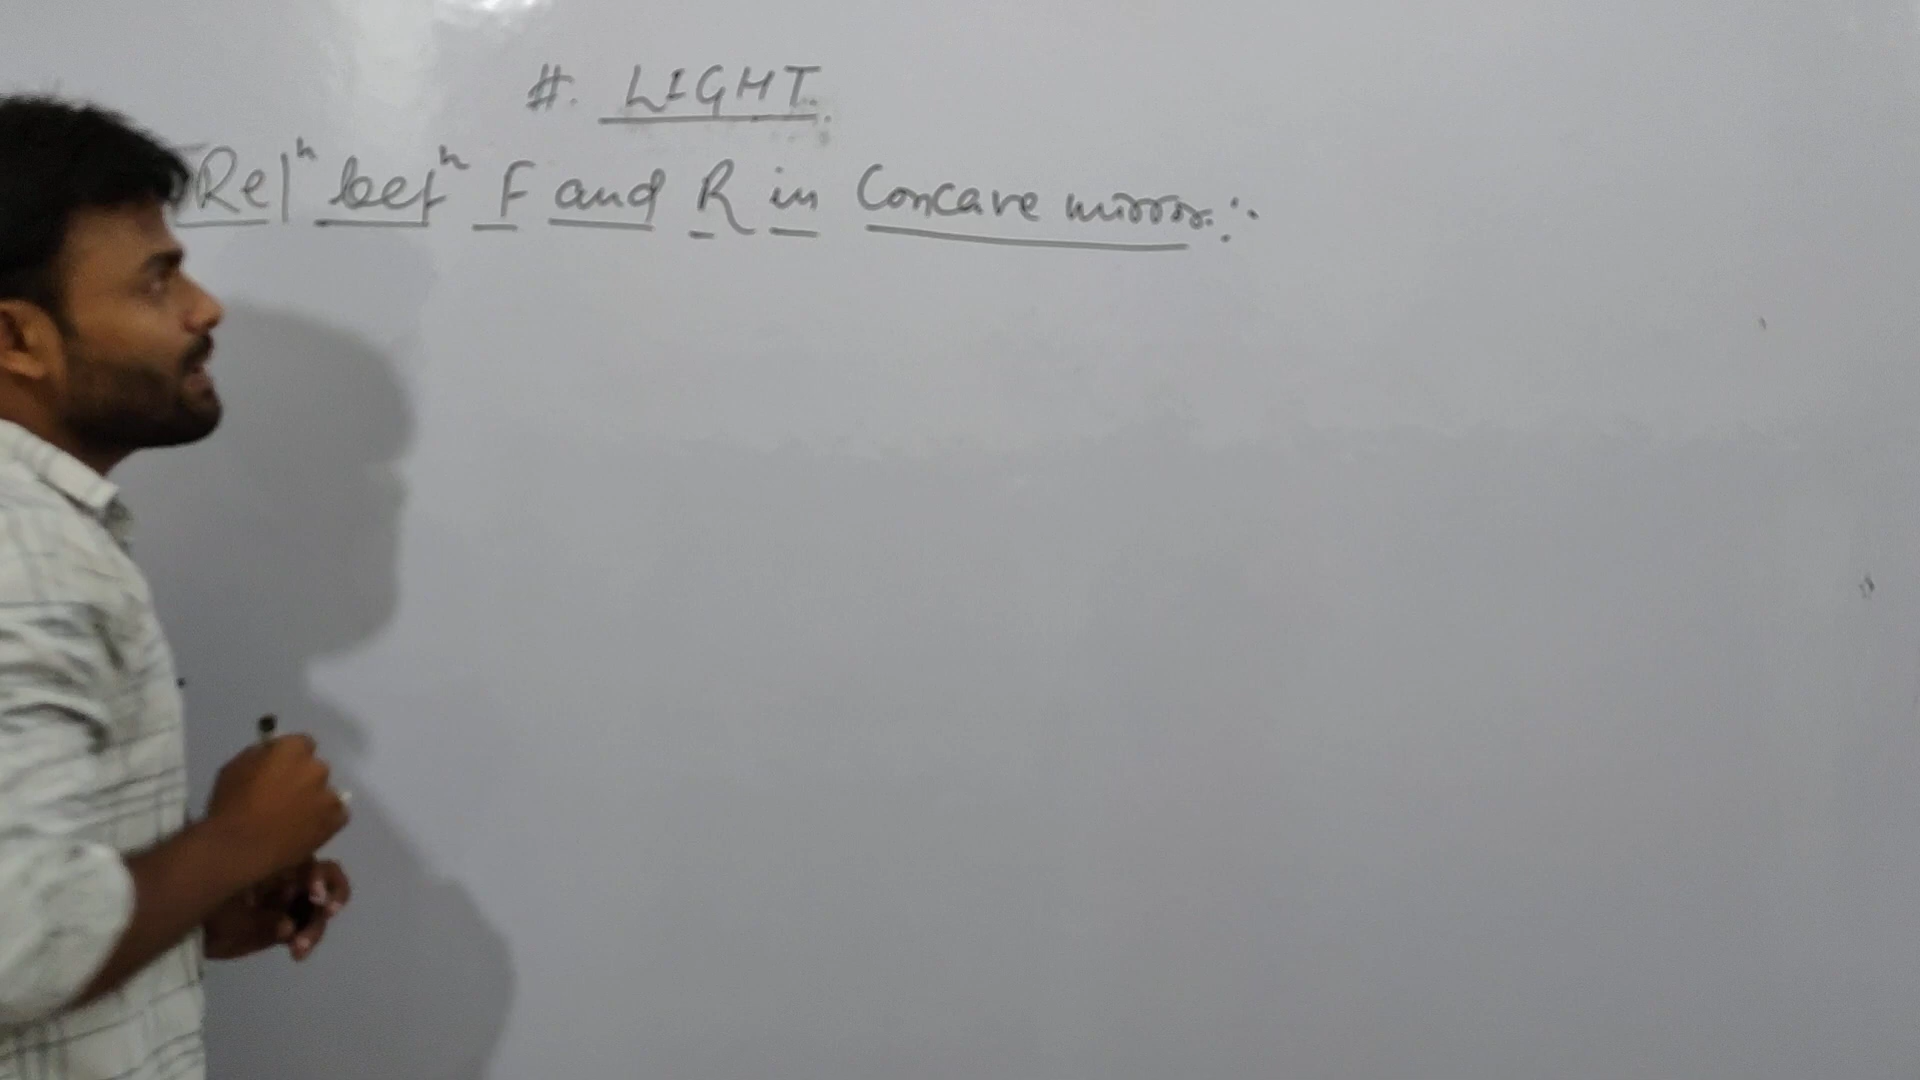 #. LIGHT.
Relⁿ betⁿ F and R in Concave mirror:-